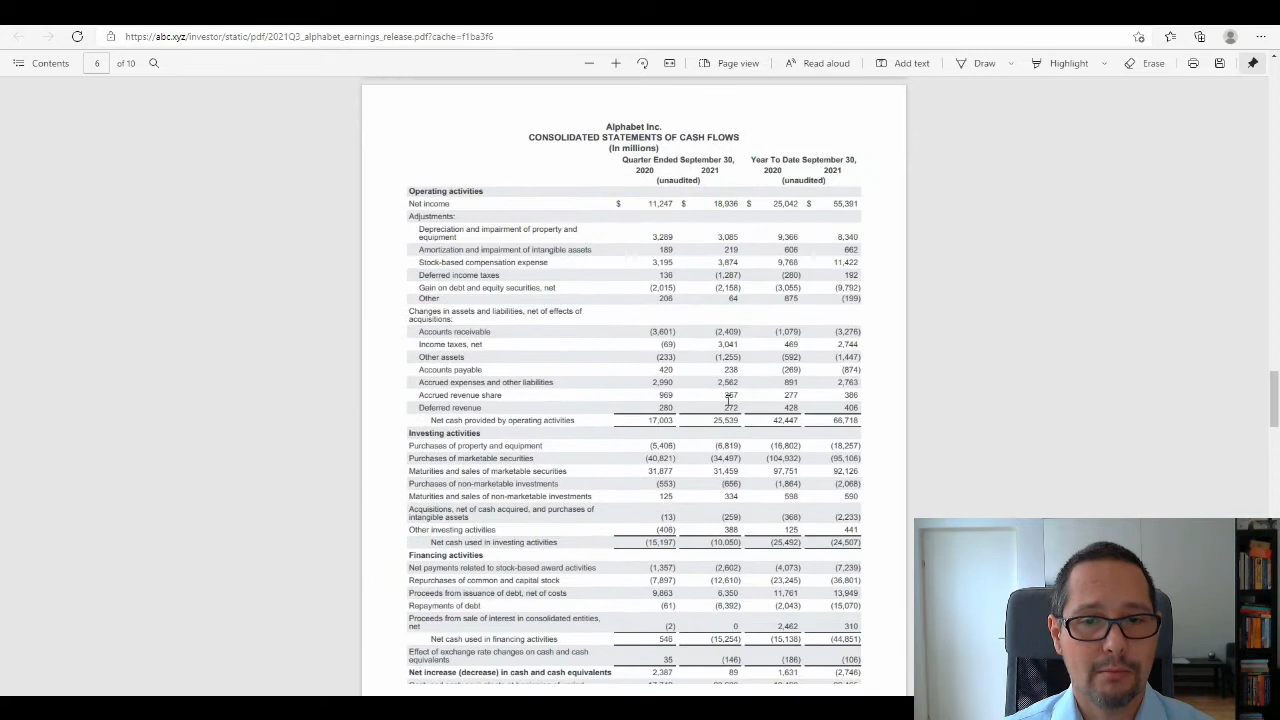 https://abc.xyz/investor/static/pdf/2021Q3_alphabet_earnings_release.pdf?cache=f1ba3f6
Contents 6 of 10 Page view Read aloud Add text Draw Highlight Erase
Alphabet Inc.
CONSOLIDATED STATEMENTS OF CASH FLOWS
(In millions)
Quarter Ended September 30, Year To Date September 30,
2020 2021 2020 2021
(unaudited) (unaudited)
Operating activities
Net income $ 11,247 $ 18,936 $ 25,042 $ 55,391
Adjustments:
Depreciation and impairment of property and
equipment 3,289 3,085 9,366 8,340
Amortization and impairment of intangible assets 189 219 606 662
Stock-based compensation expense 3,195 3,874 9,768 11,422
Deferred income taxes 136 (1,287) (280) 192
Gain on debt and equity securities, net (2,015) (2,158) (3,055) (9,792)
Other 206 64 875 (199)
Changes in assets and liabilities, net of effects of
acquisitions:
Accounts receivable (3,601) (2,409) (1,079) (3,276)
Income taxes, net (69) 3,041 469 2,744
Other assets (233) (1,255) (592) (1,447)
Accounts payable 420 238 (269) (874)
Accrued expenses and other liabilities 2,990 2,562 891 2,763
Accrued revenue share 969 277 386
Deferred revenue 280 272 428 406
Net cash provided by operating activities 17,003 25,539 42,447 66,718
Investing activities
Purchases of property and equipment (5,406) (6,819) (16,802) (18,257)
Purchases of marketable securities (40,821) (34,497) (104,932) (95,106)
Maturities and sales of marketable securities 31,877 31,459 97,751 92,126
Purchases of non-marketable investments (553) (656) (1,864) (2,068)
Maturities and sales of non-marketable investments 125 334 598 590
Acquisitions, net of cash acquired, and purchases of
intangible assets (13) (259) (368) (2,233)
Other investing activities (406) 388 125 441
Net cash used in investing activities (15,197) (10,050) (25,492) (24,507)
Financing activities
Net payments related to stock-based award activities (1,357) (2,602) (4,073) (7,239)
Repurchases of common and capital stock (7,897) (12,610) (23,245) (36,801)
Proceeds from issuance of debt, net of costs 9,863 6,350 11,761 13,949
Repayments of debt (61) (6,392) (2,043) (15,070)
Proceeds from sale of interest in consolidated entities,
net (2) 0 2,462 310
Net cash used in financing activities 546 (15,254) (15,138) (44,851)
Effect of exchange rate changes on cash and cash
equivalents 35 (146) (186) (106)
Net increase (decrease) in cash and cash equivalents 2,387 89 1,631 (2,746)